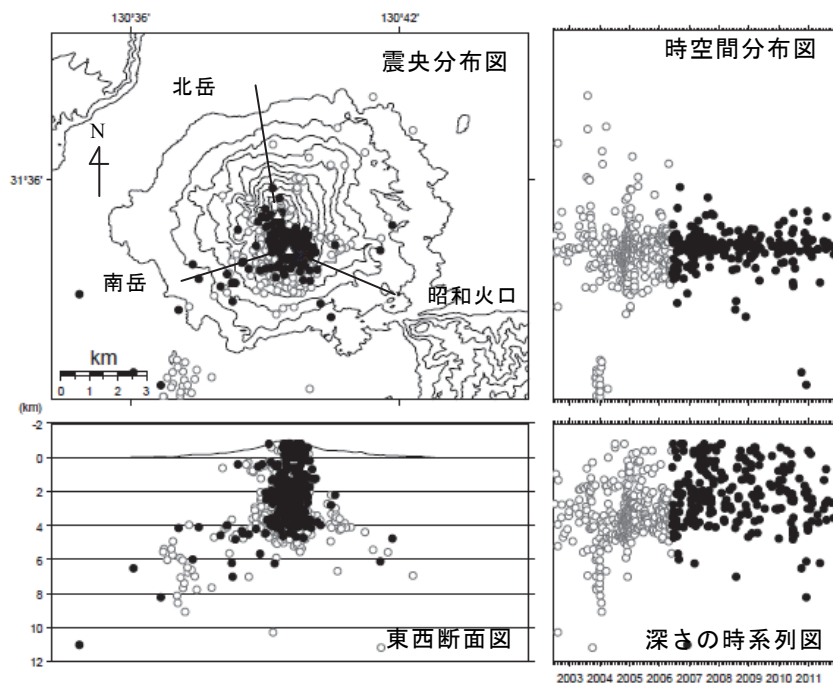 130°36' 130°42'
震央分布図
時空間分布図
北岳
N
31°36'
南岳
昭和火口
km
0 1 2 3
(km)
-2
0
2
4
6
8
10
12
東西断面図
深さの時系列図
2003 2004 2005 2006 2007 2008 2009 2010 2011